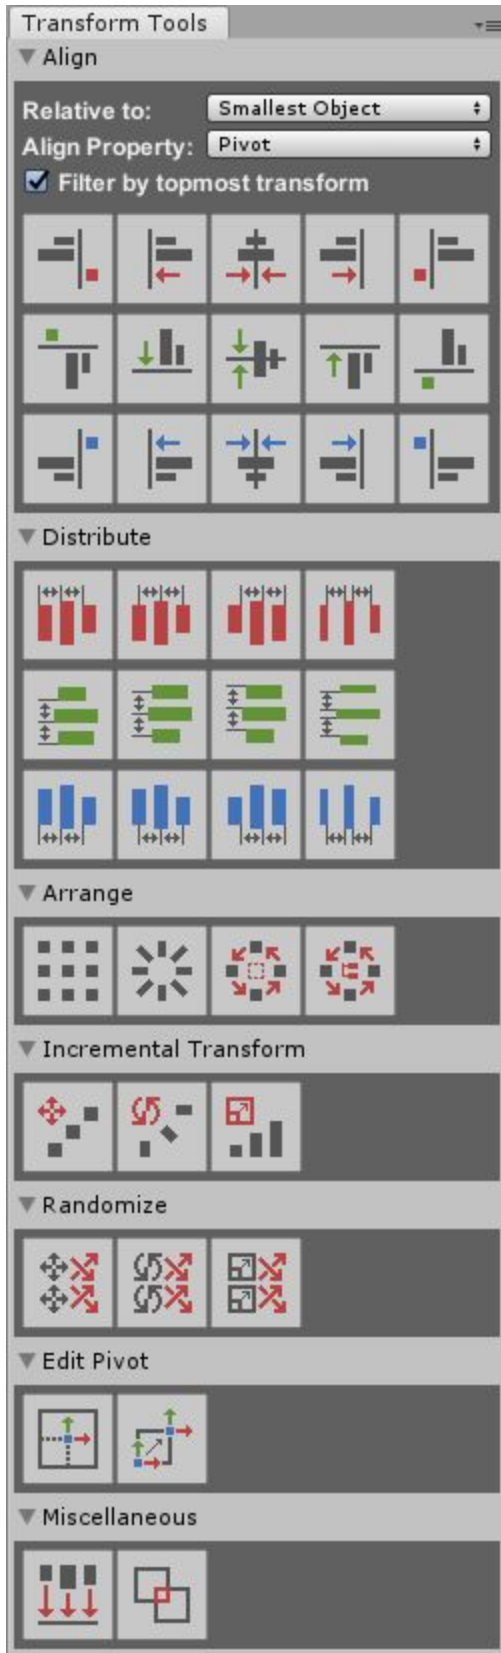 Transform Tools
Align
Relative to: Smallest Object
Align Property: Pivot
Filter by topmost transform
Distribute
Arrange
Incremental Transform
Randomize
Edit Pivot
Miscellaneous